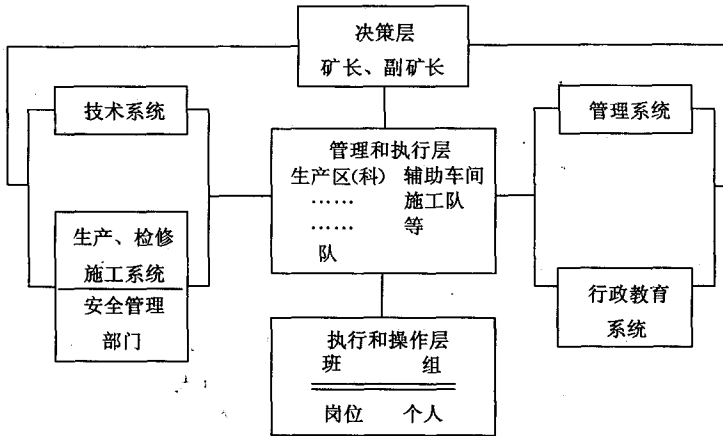 决策层
矿长、副矿长
技术系统
管理系统
管理和执行层
生产区(科) 辅助车间
…… 施工队
…… 等
队
生产、检修
施工系统
安全管理
部门
行政教育
系统
执行和操作层
班 组
岗位 个人